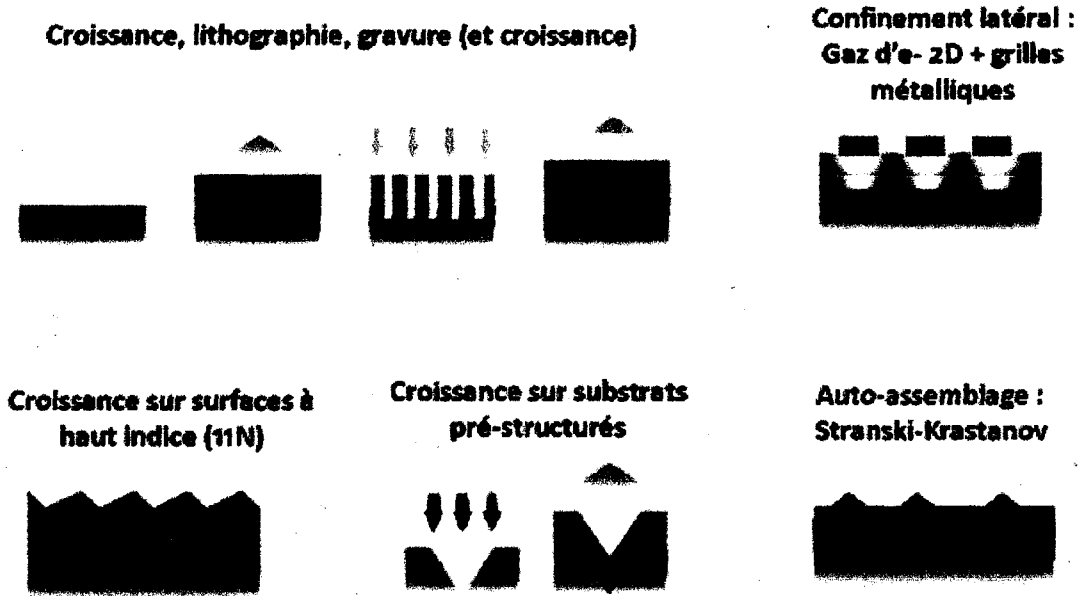 Croissance, lithographie, gravure (et croissance)
Confinement latéral :
Gaz d'e- 2D + grilles
métalliques
Croissance sur surfaces à
haut indice (11N)
Croissance sur substrats
pré-structurés
Auto-assemblage :
Stranski-Krastanov